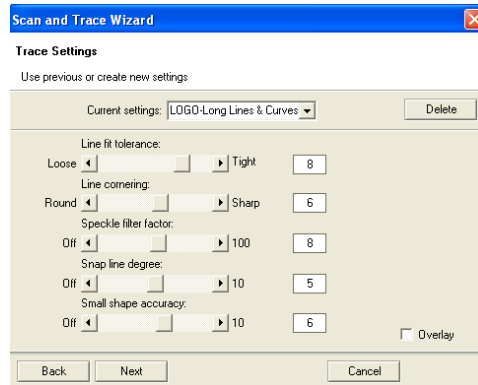 Scan and Trace Wizard
Trace Settings
Use previous or create new settings
Current settings: LOGO-Long Lines & Curves Delete
Line fit tolerance:
Loose Tight 8
Line cornering:
Round Sharp 6
Speckle filter factor:
Off 100 8
Snap line degree:
Off 10 5
Small shape accuracy:
Off 10 6
Overlay
Back Next Cancel